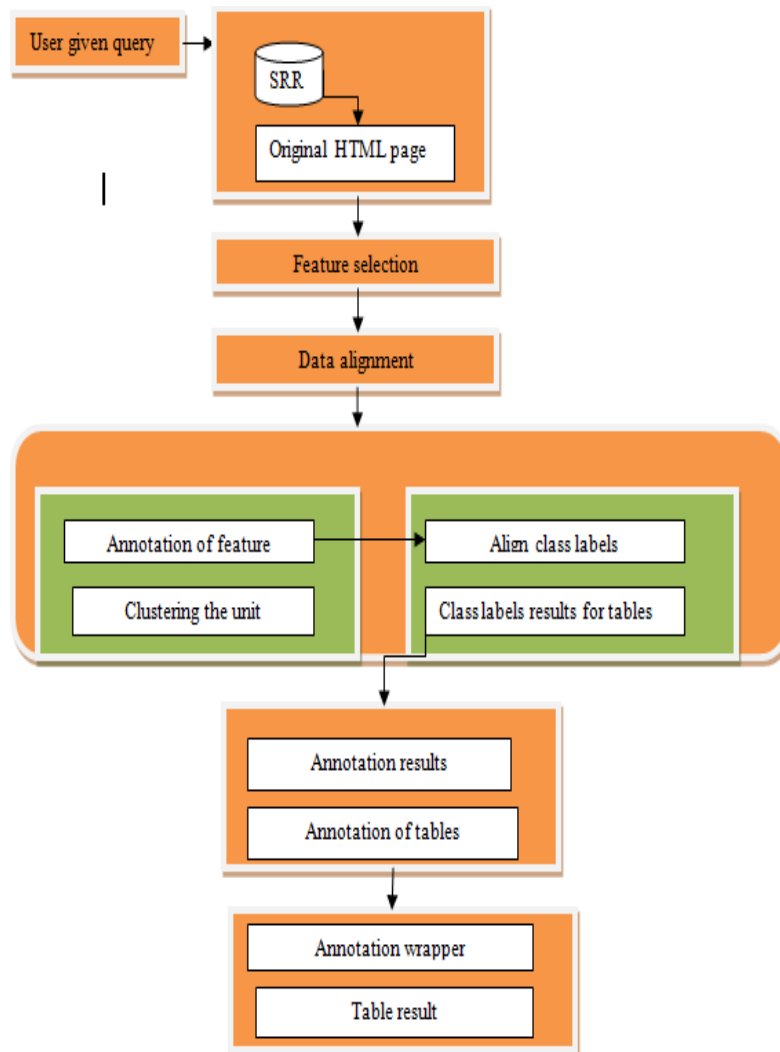 User given query
SRR
Original HTML page
Feature selection
Data alignment
Annotation of feature
Align class labels
Clustering the unit
Class labels results for tables
Annotation results
Annotation of tables
Annotation wrapper
Table result